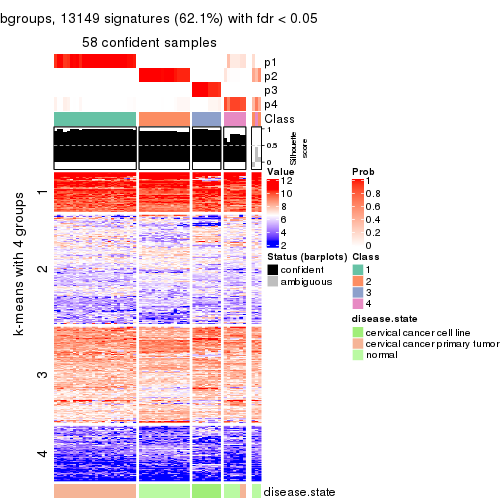 bgroups, 13149 signatures (62.1%) with fdr < 0.05
58 confident samples
p1
p2
p3
p4
Class
1
0.5
0
Silhouette
score
k-means with 4 groups
1
2
3
4
disease.state
Value
12
10
8
6
4
2
Status (barplots)
confident
ambiguous
Prob
1
0.8
0.6
0.4
0.2
0
Class
1
2
3
4
disease.state
cervical cancer cell line
cervical cancer primary tumor
normal